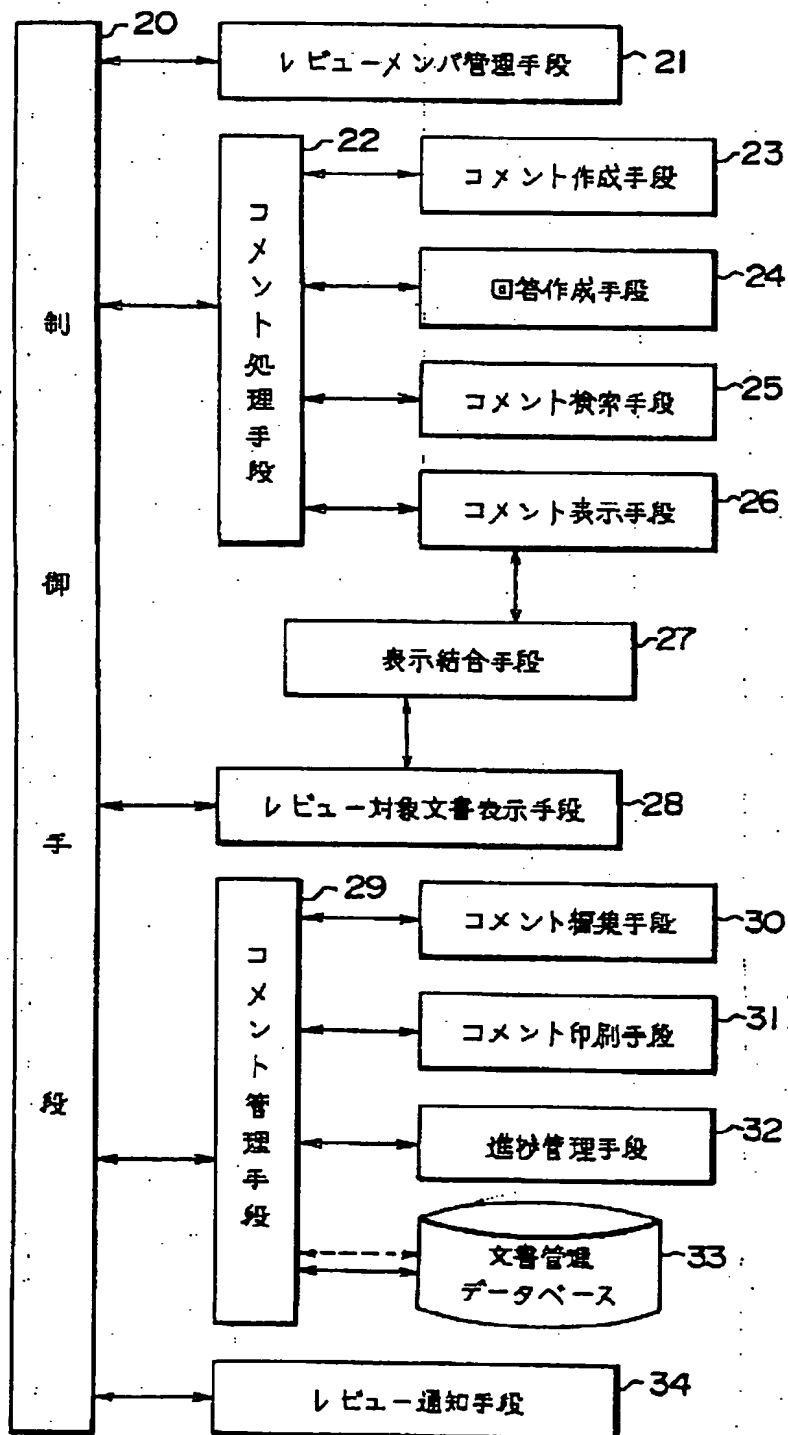 20
制御手段
レビューメンバ管理手段
21
22
コメント処理手段
コメント作成手段
23
回答作成手段
24
コメント検索手段
25
コメント表示手段
26
表示結合手段
27
レビュー対象文書表示手段
28
29
コメント管理手段
コメント編集手段
30
コメント印刷手段
31
進捗管理手段
32
文書管理
データベース
33
レビュー通知手段
34